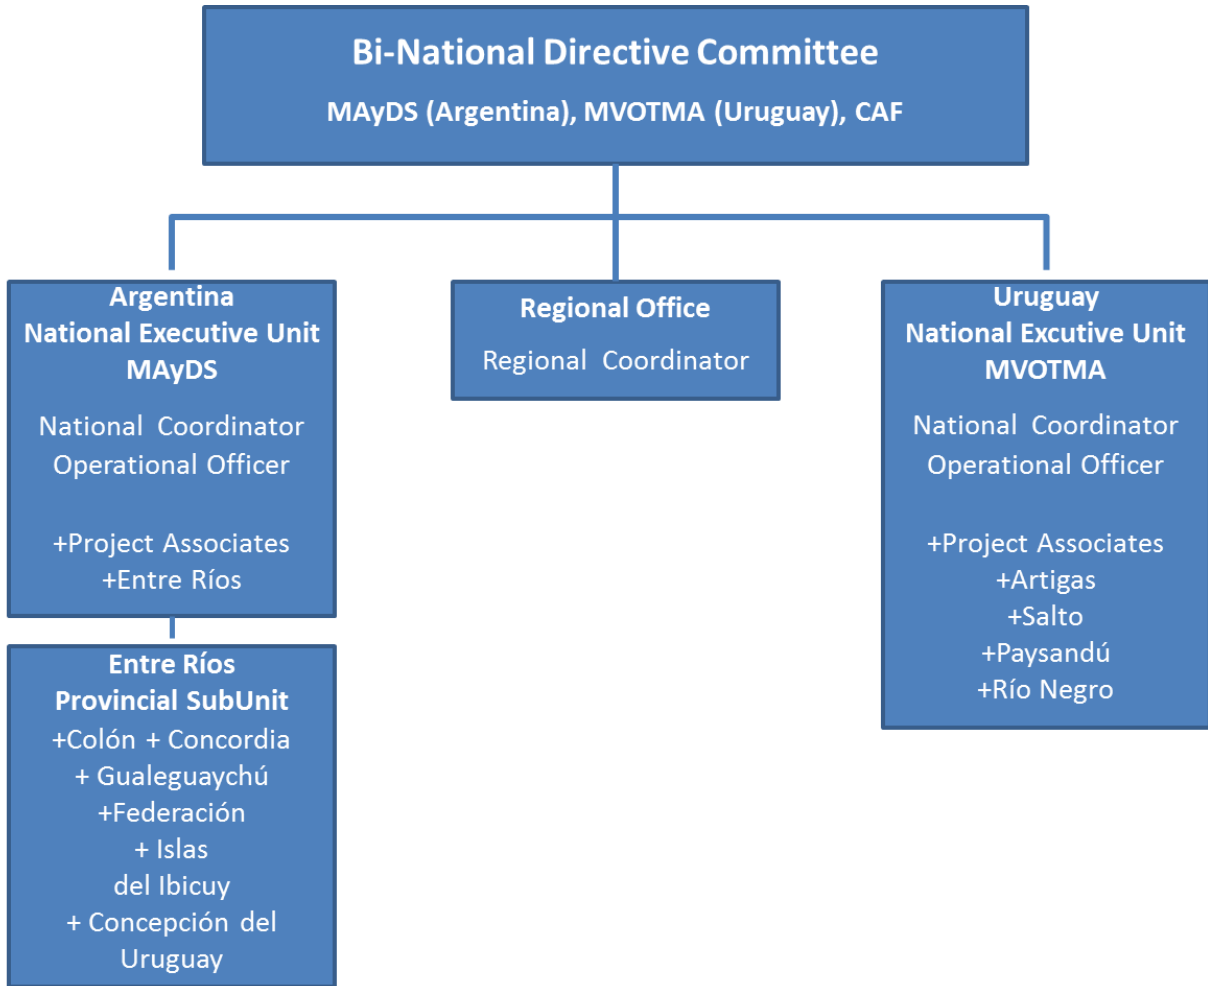 Bi-National Directive Committee
MAyDS (Argentina), MVOTMA (Uruguay), CAF
Argentina
National Executive Unit
MAyDS
National Coordinator
Operational Officer
+Project Associates
+Entre Ríos
Entre Ríos
Provincial SubUnit
+Colón + Concordia
+ Gualeguaychú
+Federación
+ Islas
del Ibicuy
+ Concepción del
Uruguay
Regional Office
Regional Coordinator
Uruguay
National Excutive Unit
MVOTMA
National Coordinator
Operational Officer
+Project Associates
+Artigas
+Salto
+Paysandú
+Río Negro